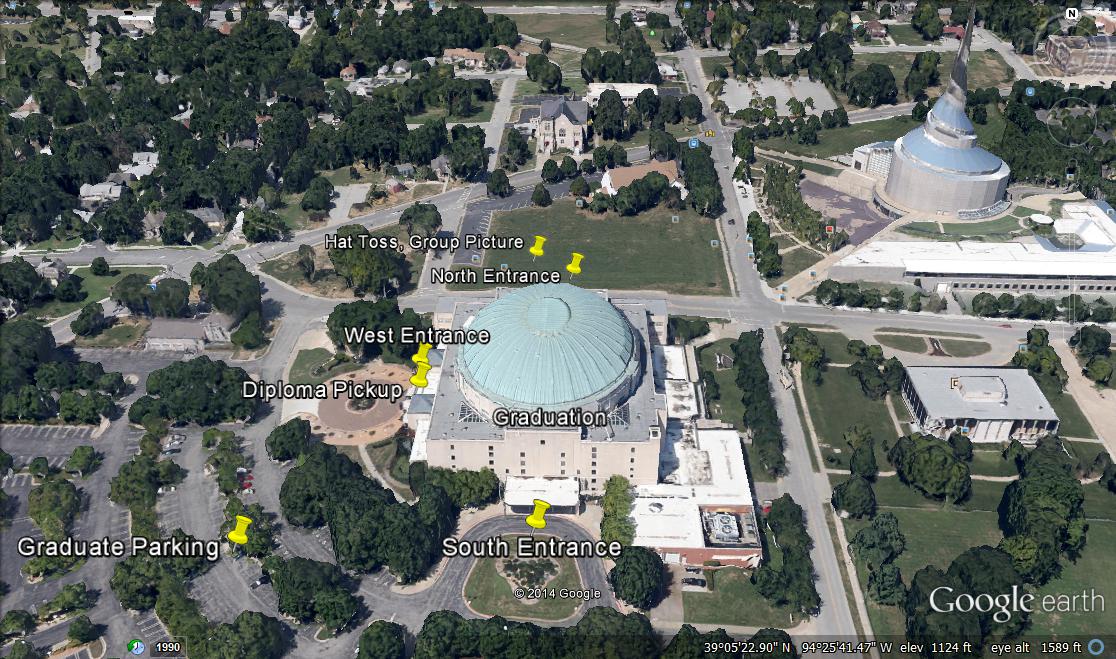 N
Hat Toss, Group Picture
North Entrance
West Entrance
Diploma Pickup
Graduation
Graduate Parking
South Entrance
© 2014 Google
Google earth
1990
39°05'22.90" N 94°25'41.47" W elev 1124 ft eye alt 1589 ft